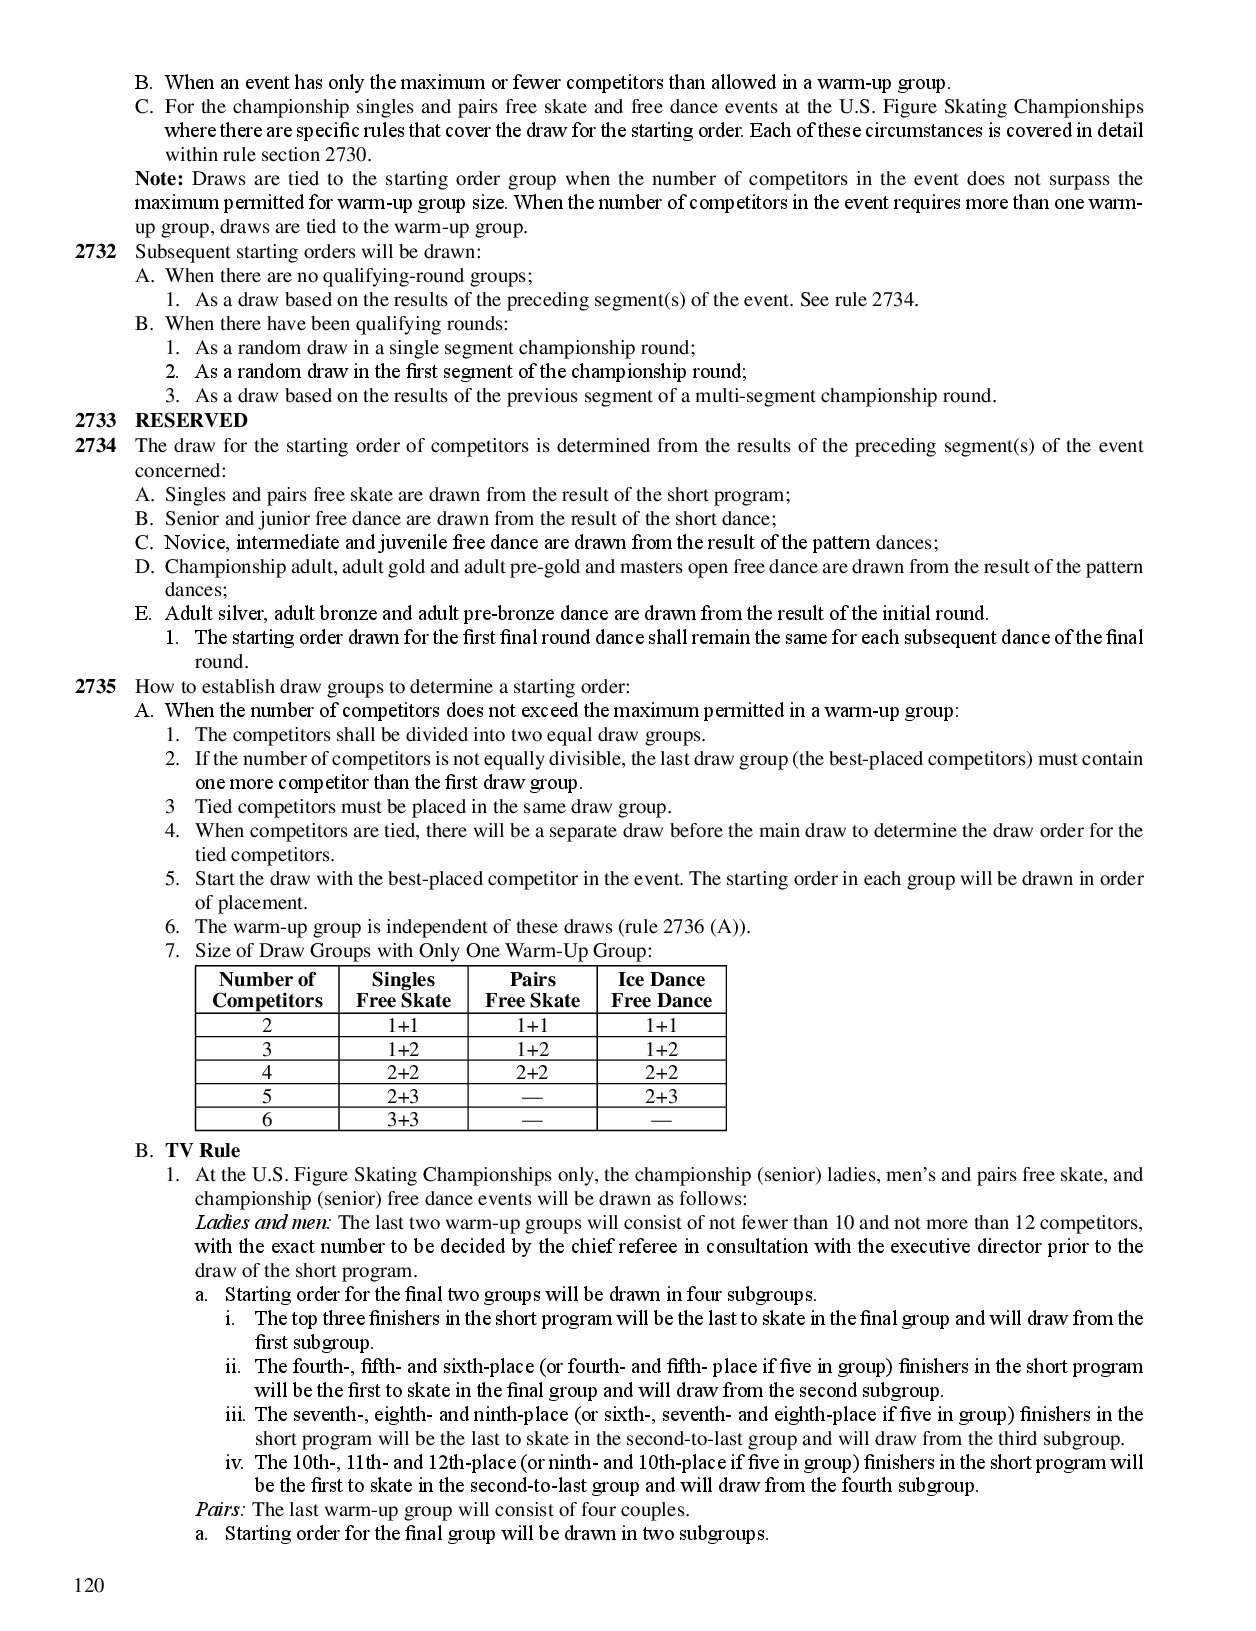 B. When an event has only the maximum or fewer competitors than allowed in a warm-up group.
C. For the championship singles and pairs free skate and free dance events at the U.S. Figure Skating Championships
where there are specific rules that cover the draw for the starting order. Each of these circumstances is covered in detail
within rule section 2730.
Note: Draws are tied to the starting order group when the number of competitors in the event does not surpass the
maximum permitted for warm-up group size. When the number of competitors in the event requires more than one warm-
up group, draws are tied to the warm-up group.
2732 Subsequent starting orders will be drawn:
A. When there are no qualifying-round groups;
1. As a draw based on the results of the preceding segment(s) of the event. See rule 2734.
B. When there have been qualifying rounds:
1. As a random draw in a single segment championship round;
2. As a random draw in the first segment of the championship round;
3. As a draw based on the results of the previous segment of a multi-segment championship round.
2733 RESERVED
2734 The draw for the starting order of competitors is determined from the results of the preceding segment(s) of the event
concerned:
A. Singles and pairs free skate are drawn from the result of the short program;
B. Senior and junior free dance are drawn from the result of the short dance;
C. Novice, intermediate and juvenile free dance are drawn from the result of the pattern dances;
D. Championship adult, adult gold and adult pre-gold and masters open free dance are drawn from the result of the pattern
dances;
E. Adult silver, adult bronze and adult pre-bronze dance are drawn from the result of the initial round.
1. The starting order drawn for the first final round dance shall remain the same for each subsequent dance of the final
round.
2735 How to establish draw groups to determine a starting order:
A. When the number of competitors does not exceed the maximum permitted in a warm-up group:
1. The competitors shall be divided into two equal draw groups.
2. If the number of competitors is not equally divisible, the last draw group (the best-placed competitors) must contain
one more competitor than the first draw group.
3 Tied competitors must be placed in the same draw group.
4. When competitors are tied, there will be a separate draw before the main draw to determine the draw order for the
tied competitors.
5. Start the draw with the best-placed competitor in the event. The starting order in each group will be drawn in order
of placement.
6. The warm-up group is independent of these draws (rule 2736 (A)).
7. Size of Draw Groups with Only One Warm-Up Group:
Number of Singles Pairs Ice Dance
Competitors Free Skate Free Skate Free Dance
2 1+1 1+1 1+1
3 1+2 1+2 1+2
4 2+2 2+2 2+2
5 2+3 — 2+3
6 3+3 — —
B. TV Rule
1. At the U.S. Figure Skating Championships only, the championship (senior) ladies, men's and pairs free skate, and
championship (senior) free dance events will be drawn as follows:
Ladies and men: The last two warm-up groups will consist of not fewer than 10 and not more than 12 competitors,
with the exact number to be decided by the chief referee in consultation with the executive director prior to the
draw of the short program.
a. Starting order for the final two groups will be drawn in four subgroups.
i. The top three finishers in the short program will be the last to skate in the final group and will draw from the
first subgroup.
ii. The fourth-, fifth- and sixth-place (or fourth- and fifth- place if five in group) finishers in the short program
will be the first to skate in the final group and will draw from the second subgroup.
iii. The seventh-, eighth- and ninth-place (or sixth-, seventh- and eighth-place if five in group) finishers in the
short program will be the last to skate in the second-to-last group and will draw from the third subgroup.
iv. The 10th-, 11th- and 12th-place (or ninth- and 10th-place if five in group) finishers in the short program will
be the first to skate in the second-to-last group and will draw from the fourth subgroup.
Pairs: The last warm-up group will consist of four couples.
a. Starting order for the final group will be drawn in two subgroups.
120